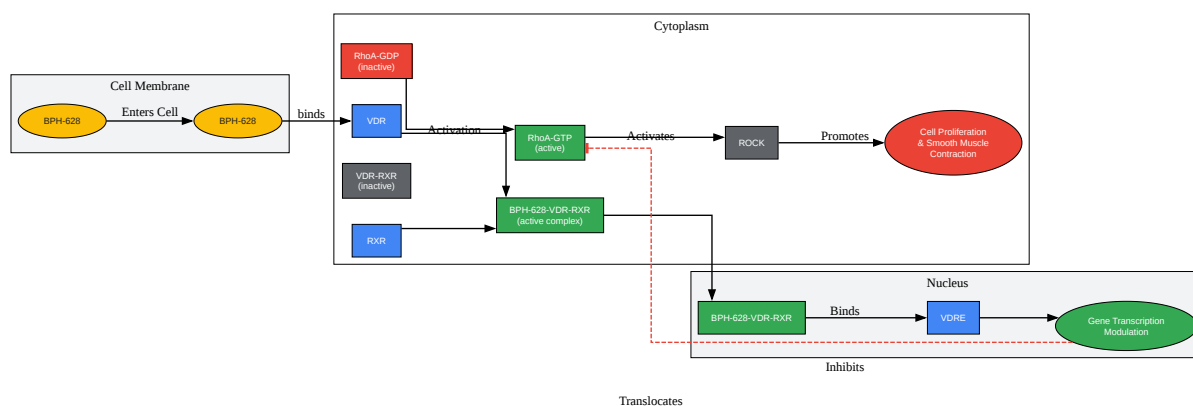 Cytoplasm
RhoA-GDP
(inactive)
Cell Membrane
BPH-628
Enters Cell
BPH-628
binds
VDR
Activation
RhoA-GTP
(active)
Activates
ROCK
Promotes
Cell Proliferation
& Smooth Muscle
Contraction
VDR-RXR
(inactive)
BPH-628-VDR-RXR
(active complex)
RXR
Nucleus
BPH-628-VDR-RXR
Binds
VDRE
Gene Transcription
Modulation
Inhibits
Translocates